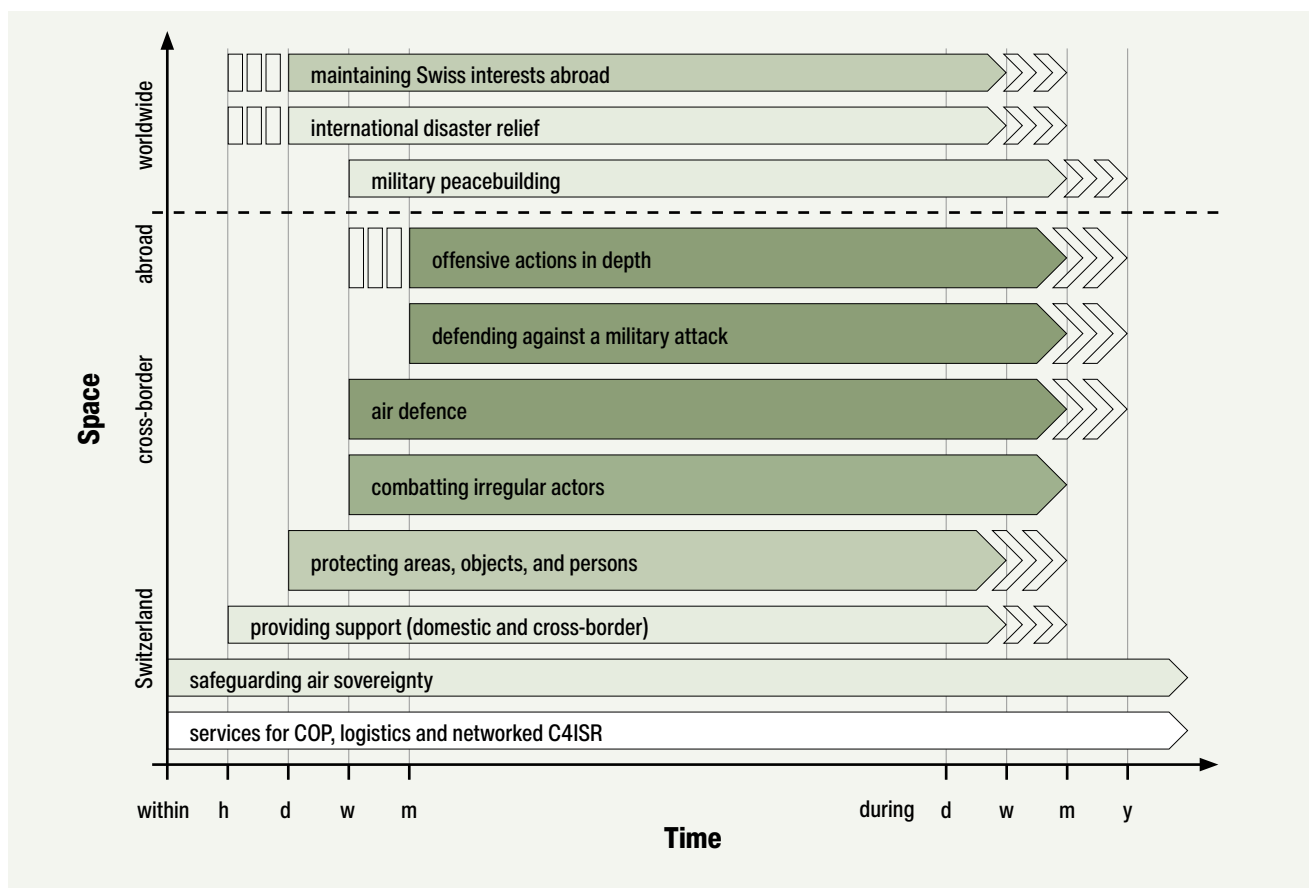 worldwide
maintaining Swiss interests abroad
international disaster relief
military peacebuilding
abroad
offensive actions in depth
defending against a military attack
Space
cross-border
air defence
combatting irregular actors
protecting areas, objects, and persons
Switzerland
providing support (domestic and cross-border)
safeguarding air sovereignty
services for COP, logistics and networked C4ISR
within h d w m during d w m y
Time